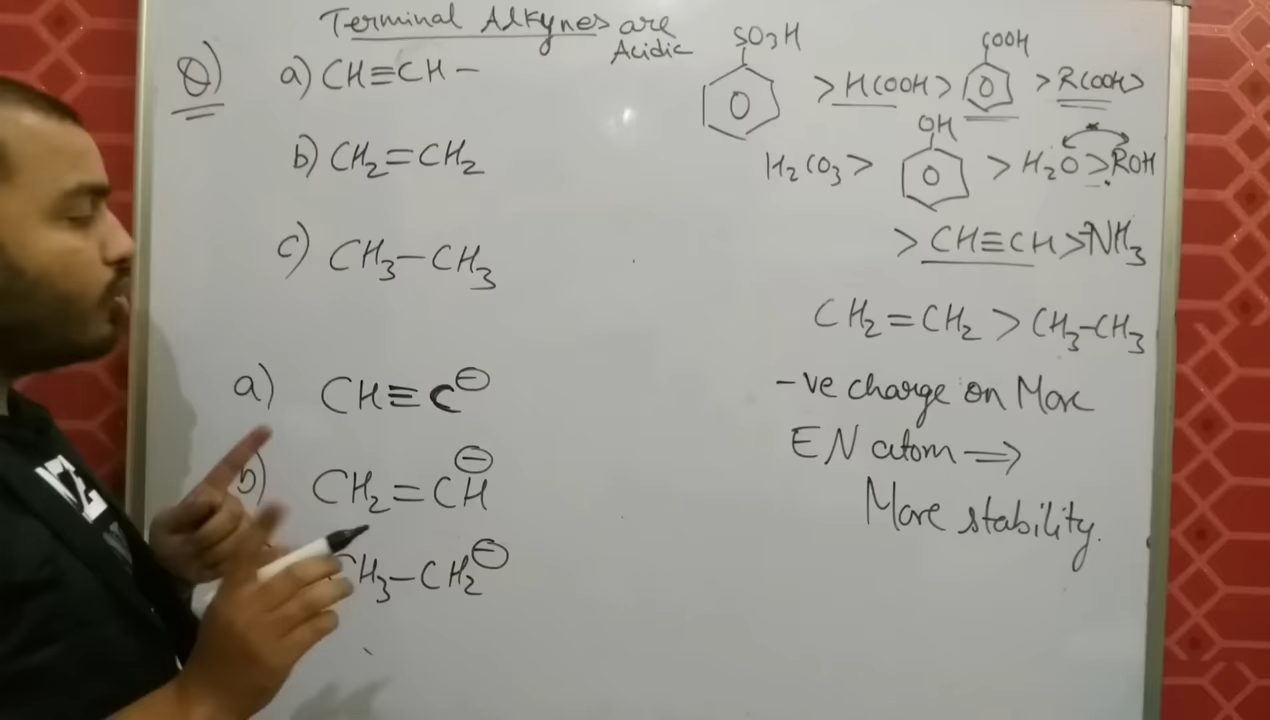 Terminal Alkynes are
Acidic
Q)
a) CH≡CH –
b) CH₂=CH₂
c) CH₃–CH₃
a) CH≡C⊖
b) CH₂=CH⊖
CH₃–CH₂⊖
SO₃H > HCOOH > COOH > RCOOH >
H₂CO₃ > OH > H₂O > ROH
> CH≡CH > NH₃
CH₂=CH₂ > CH₃–CH₃
-ve charge on More
EN atom ⇒
More stability.